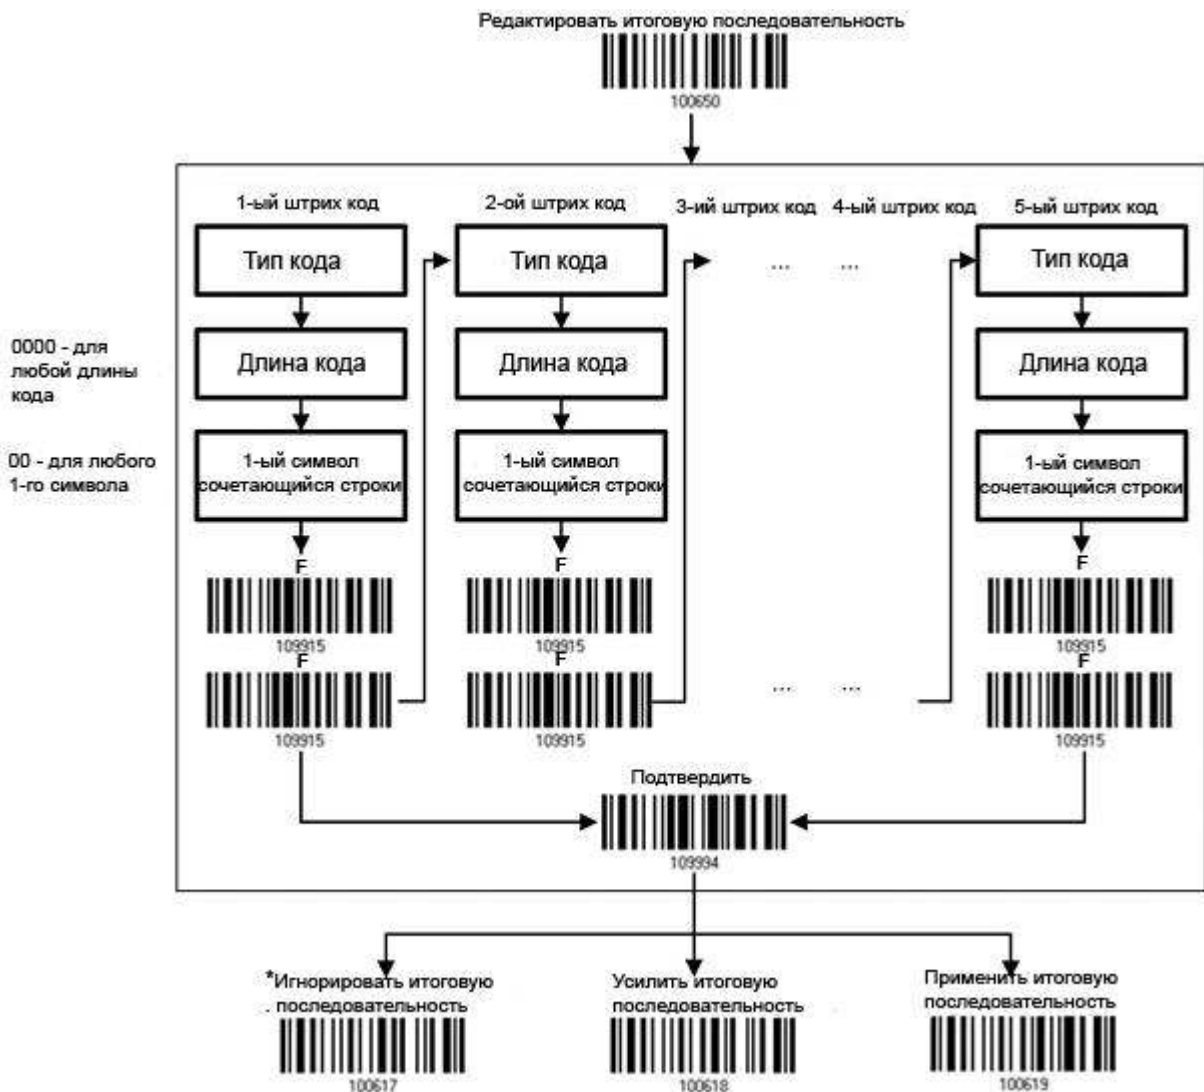 Редактировать итоговую последовательность
100650
1-ый штрих код
2-ой штрих код
3-ий штрих код
4-ый штрих код
5-ый штрих код
Тип кода
Тип кода
... ...
Тип кода
0000 - для
любой длины
кода
Длина кода
Длина кода
Длина кода
00 - для любого
1-го символа
1-ый символ
сочетающийся строки
1-ый символ
сочетающийся строки
1-ый символ
сочетающийся строки
F
F
F
109915
109915
109915
F
F
F
... ...
109915
109915
109915
Подтвердить
109994
*Игнорировать итоговую
. последовательность
100617
Усилить итоговую
последовательность
100618
Применить итоговую
последовательность
100619